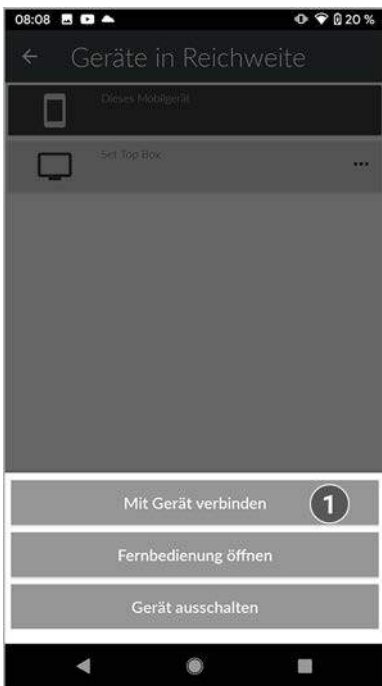 08:08 20 %
Geräte in Reichweite
Dieses Mobilgerät
Set Top Box
Mit Gerät verbinden 1
Fernbedienung öffnen
Gerät ausschalten